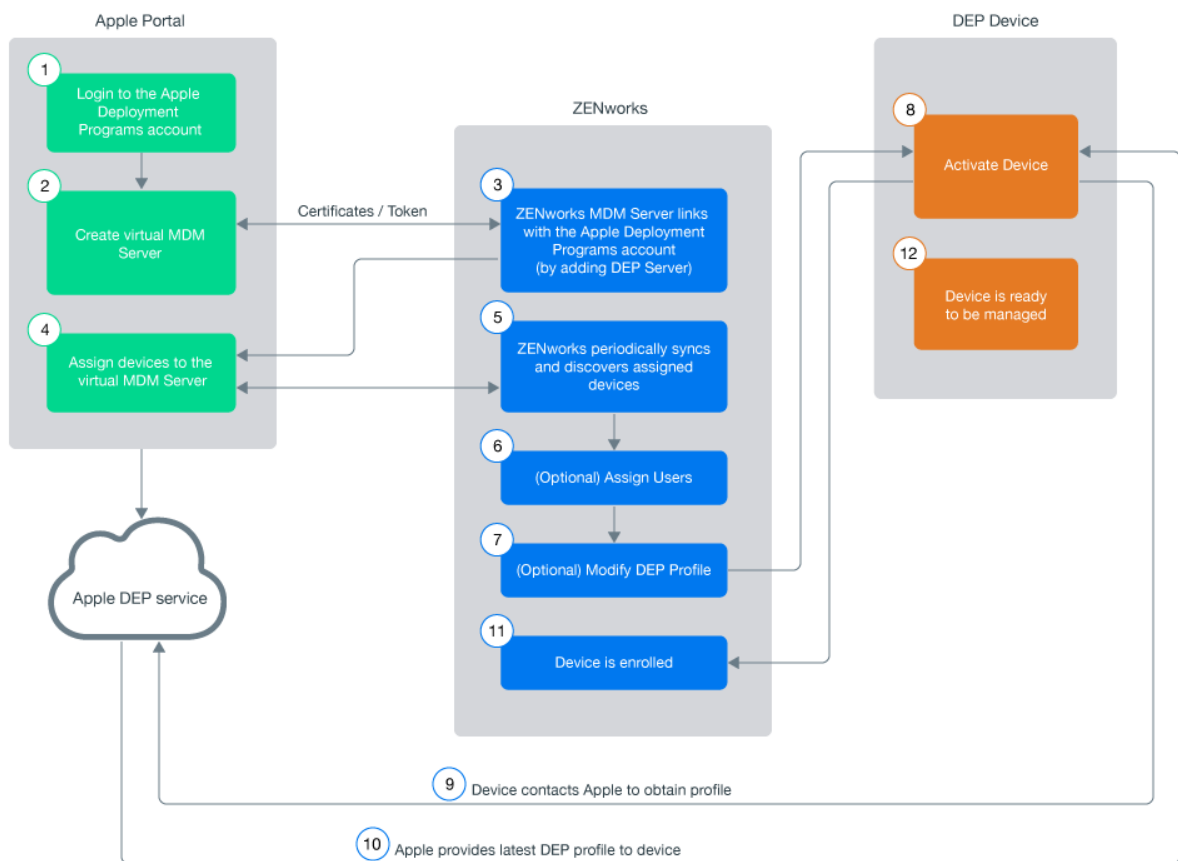 Apple Portal
1
Login to the Apple
Deployment
Programs account
2
Create virtual MDM
Server
4
Assign devices to the
virtual MDM Server
Apple DEP service
Certificates / Token
ZENworks
3
ZENworks MDM Server links
with the Apple Deployment
Programs account
(by adding DEP Server)
5
ZENworks periodically syncs
and discovers assigned
devices
6
(Optional) Assign Users
7
(Optional) Modify DEP Profile
11
Device is enrolled
DEP Device
8
Activate Device
12
Device is ready
to be managed
9 Device contacts Apple to obtain profile
10 Apple provides latest DEP profile to device